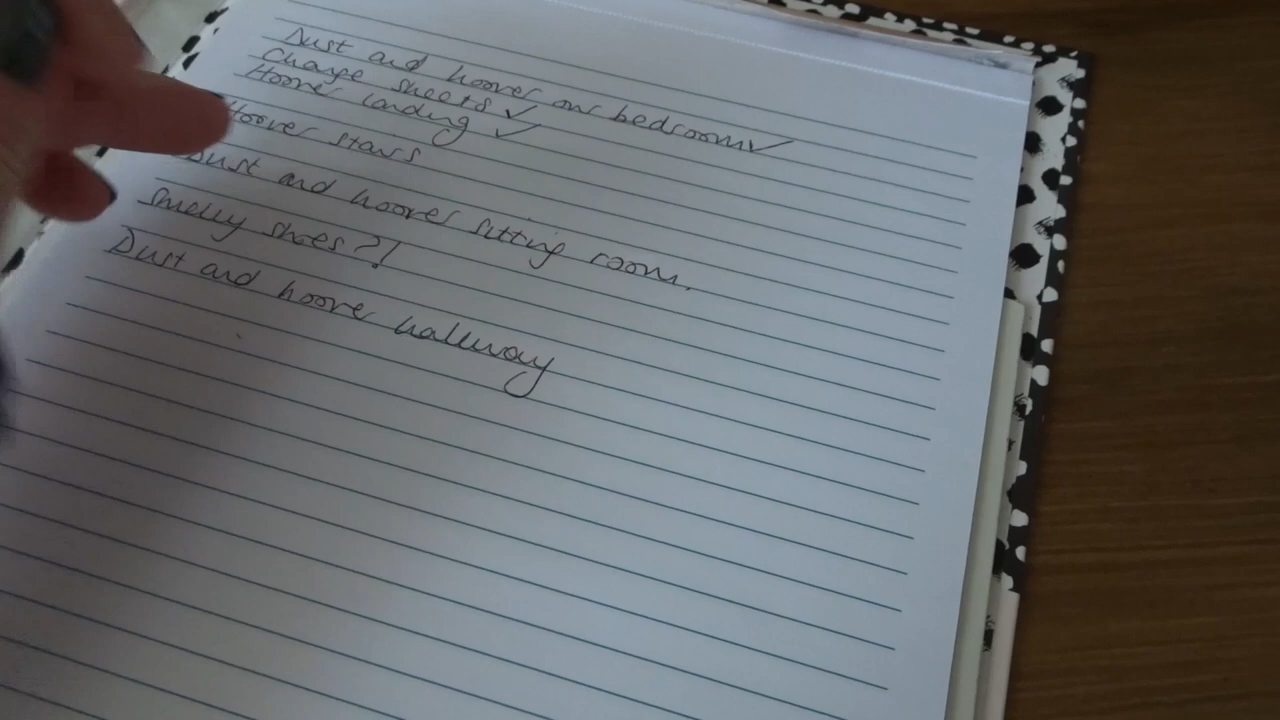 Dust and hoover our bedroom ✓
Change sheets ✓
Hoover landing ✓
Hoover stairs
Dust and hoover sitting room.
Smelly shoes?!
Dust and hoover hallway